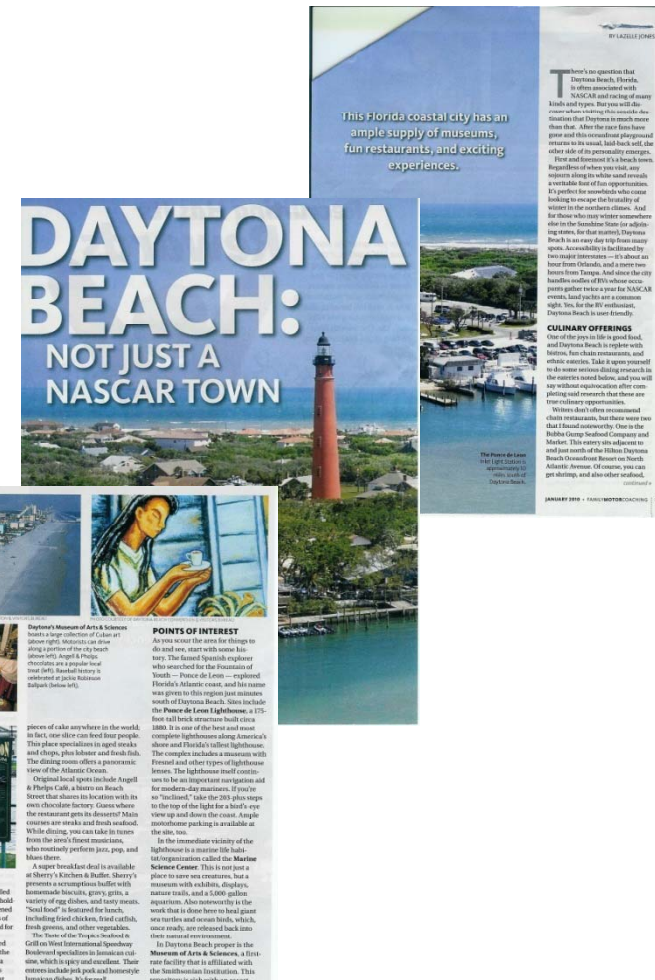 BY LAZELLE JONES
This Florida coastal city has an
ample supply of museums,
fun restaurants, and exciting
experiences.
There's no question that
Daytona Beach, Florida,
is often associated with
NASCAR and racing of many
kinds and types. But you will dis-
cover when visiting this seaside des-
tination that Daytona is much more
than that. After the race fans have
gone and this oceanfront playground
returns to its usual, laid-back self, the
other side of its personality emerges.
First and foremost it's a beach town.
Regardless of when you visit, any
sojourn along its white sand reveals
a veritable font of fun opportunities.
It's perfect for snowbirds who come
looking to escape the brutality of
winter in the northern climes. And
for those who may winter somewhere
else in the Sunshine State (or adjoin-
ing states, for that matter), Daytona
Beach is an easy day trip from many
spots. Accessibility is facilitated by
two major interstates — it's about an
hour from Orlando, and a mere two
hours from Tampa. And since the city
handles oodles of RVs whose occu-
pants gather twice a year for NASCAR
events, land yachts are a common
sight. Yes, for the RV enthusiast,
Daytona Beach is user-friendly.
CULINARY OFFERINGS
One of the joys in life is good food,
and Daytona Beach is replete with
bistros, fun chain restaurants, and
ethnic eateries. Take it upon yourself
to do some serious dining research in
the eateries noted below, and you will
say without equivocation after com-
pleting said research that there are
true culinary opportunities.
Writers don't often recommend
chain restaurants, but there were two
that I found noteworthy. One is the
Bubba Gump Seafood Company and
Market. This eatery sits adjacent to
and just north of the Hilton Daytona
Beach Oceanfront Resort on North
Atlantic Avenue. Of course, you can
get shrimp, and also other seafood,
continued »
The Ponce de Leon
Inlet Light Station is
approximately 10
miles south of
Daytona Beach.
JANUARY 2010 • FAMILY MOTOR COACHING
DAYTONA
BEACH:
NOT JUST A
NASCAR TOWN
Daytona's Museum of Arts & Sciences
boasts a large collection of Cuban art
(above right). Motorists can drive
along a portion of the city beach
(above left). Angell & Phelps
chocolates are a popular local
treat (left). Baseball history is
celebrated at Jackie Robinson
Ballpark (below left).
pieces of cake anywhere in the world;
in fact, one slice can feed four people.
This place specializes in aged steaks
and chops, plus lobster and fresh fish.
The dining room offers a panoramic
view of the Atlantic Ocean.
Original local spots include Angell
& Phelps Café, a bistro on Beach
Street that shares its location with its
own chocolate factory. Guess where
the restaurant gets its desserts? Main
courses are steaks and fresh seafood.
While dining, you can take in tunes
from the area's finest musicians,
who routinely perform jazz, pop, and
blues there.
A super breakfast deal is available
at Sherry's Kitchen & Buffet. Sherry's
presents a scrumptious buffet with
homemade biscuits, gravy, grits, a
variety of egg dishes, and tasty meats.
"Soul food" is featured for lunch,
including fried chicken, fried catfish,
fresh greens, and other vegetables.
The Taste of the Tropics Seafood &
Grill on West International Speedway
Boulevard specializes in Jamaican cui-
sine, which is spicy and excellent. Their
entrees include jerk pork and homestyle
Jamaican dishes. It's for real!
POINTS OF INTEREST
As you scout the area for things to
do and see, start with some his-
tory. The famed Spanish explorer
who searched for the Fountain of
Youth — Ponce de Leon — explored
Florida's Atlantic coast, and his name
was given to this region just minutes
south of Daytona Beach. Sites include
the Ponce de Leon Lighthouse, a 175-
foot-tall brick structure built circa
1880. It is one of the best and most
complete lighthouses along America's
shore and Florida's tallest lighthouse.
The complex includes a museum with
Fresnel and other types of lighthouse
lenses. The lighthouse itself contin-
ues to be an important navigation aid
for modern-day mariners. If you're
so "inclined," take the 203-plus steps
to the top of the light for a bird's-eye
view up and down the coast. Ample
motorhome parking is available at
the site, too.
In the immediate vicinity of the
lighthouse is a marine life habi-
tat/organization called the Marine
Science Center. This is not just a
place to save sea creatures, but a
museum with exhibits, displays,
nature trails, and a 5,000-gallon
aquarium. Also noteworthy is the
work that is done here to heal giant
sea turtles and ocean birds, which,
once ready, are released back into
their natural environment.
In Daytona Beach proper is the
Museum of Arts & Sciences, a first-
rate facility that is affiliated with
the Smithsonian Institution. This